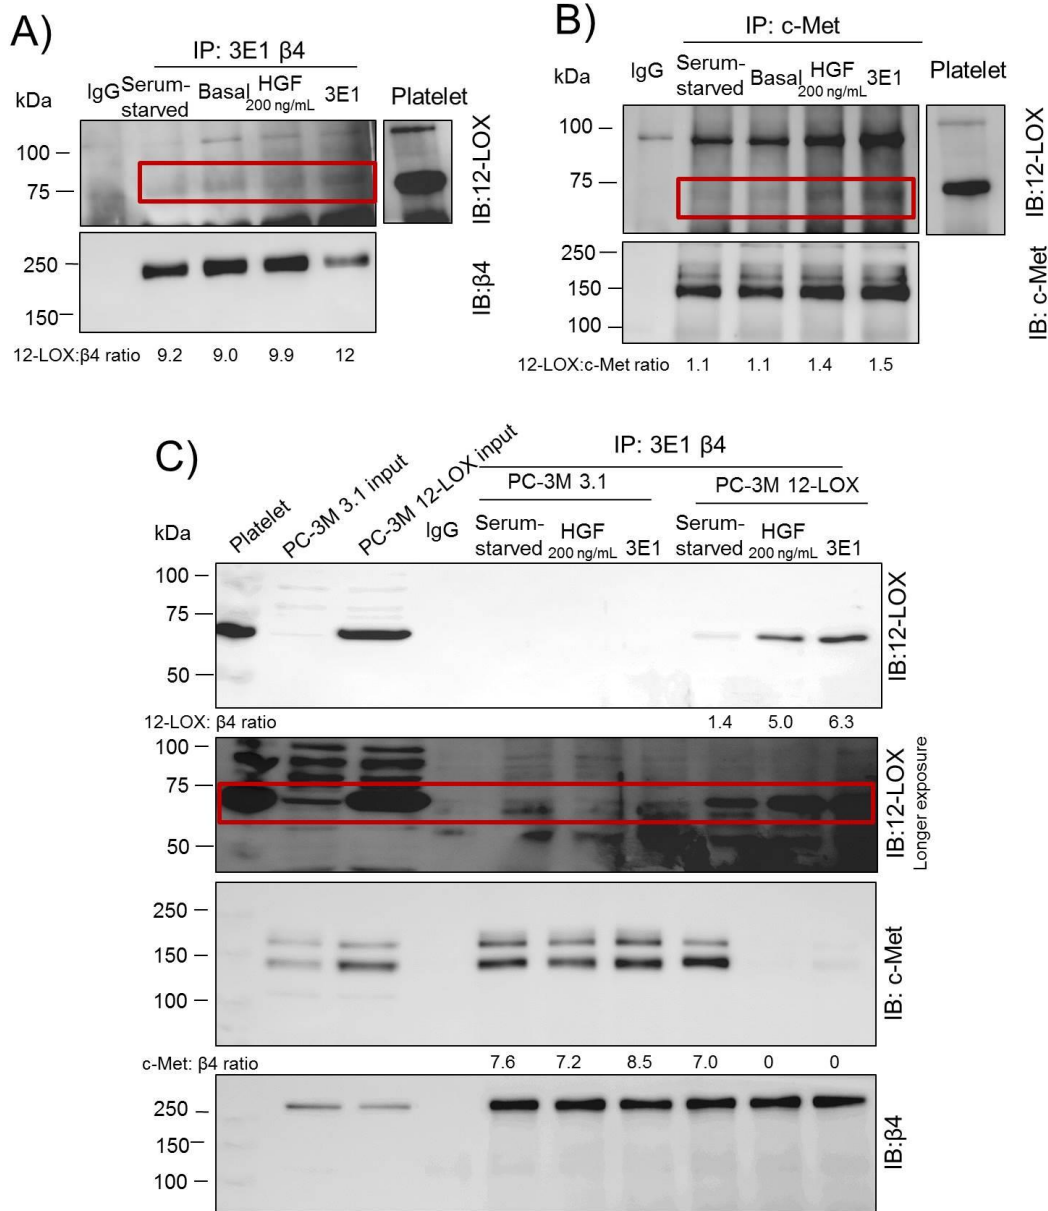 A)
IP: 3E1 β4
kDa
IgG
Serum-
starved
Basal
HGF
200 ng/mL
3E1
Platelet
100
75
IB:12-LOX
250
150
IB:β4
12-LOX:β4 ratio 9.2 9.0 9.9 12
B)
IP: c-Met
kDa
IgG
Serum-
starved
Basal
HGF
200 ng/mL
3E1
Platelet
100
75
IB:12-LOX
250
150
100
IB: c-Met
12-LOX:c-Met ratio 1.1 1.1 1.4 1.5
C)
IP: 3E1 β4
PC-3M 3.1
PC-3M 12-LOX
kDa
Platelet
PC-3M 3.1 input
PC-3M 12-LOX input
IgG
Serum-
starved
HGF
200 ng/mL
3E1
Serum-
starved
HGF
200 ng/mL
3E1
100
75
50
IB:12-LOX
12-LOX: β4 ratio 1.4 5.0 6.3
100
75
50
IB:12-LOX
Longer exposure
250
150
100
IB: c-Met
c-Met: β4 ratio 7.6 7.2 8.5 7.0 0 0
250
150
100
IB:β4